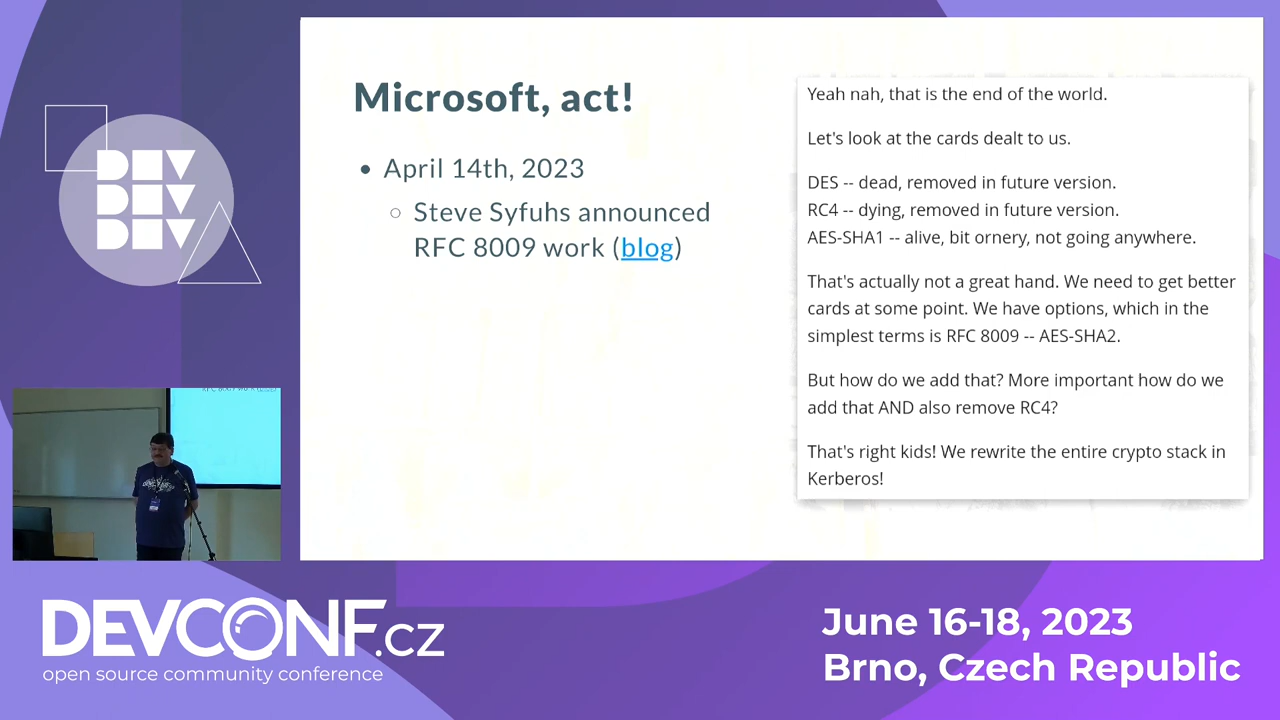 DEV
DEV
DEV
Microsoft, act!
• April 14th, 2023
○ Steve Syfuhs announced
RFC 8009 work (blog)
Yeah nah, that is the end of the world.
Let's look at the cards dealt to us.
DES -- dead, removed in future version.
RC4 -- dying, removed in future version.
AES-SHA1 -- alive, bit ornery, not going anywhere.
That's actually not a great hand. We need to get better
cards at some point. We have options, which in the
simplest terms is RFC 8009 -- AES-SHA2.
But how do we add that? More important how do we
add that AND also remove RC4?
That's right kids! We rewrite the entire crypto stack in
Kerberos!
DEVCONF.cz
open source community conference
June 16-18, 2023
Brno, Czech Republic